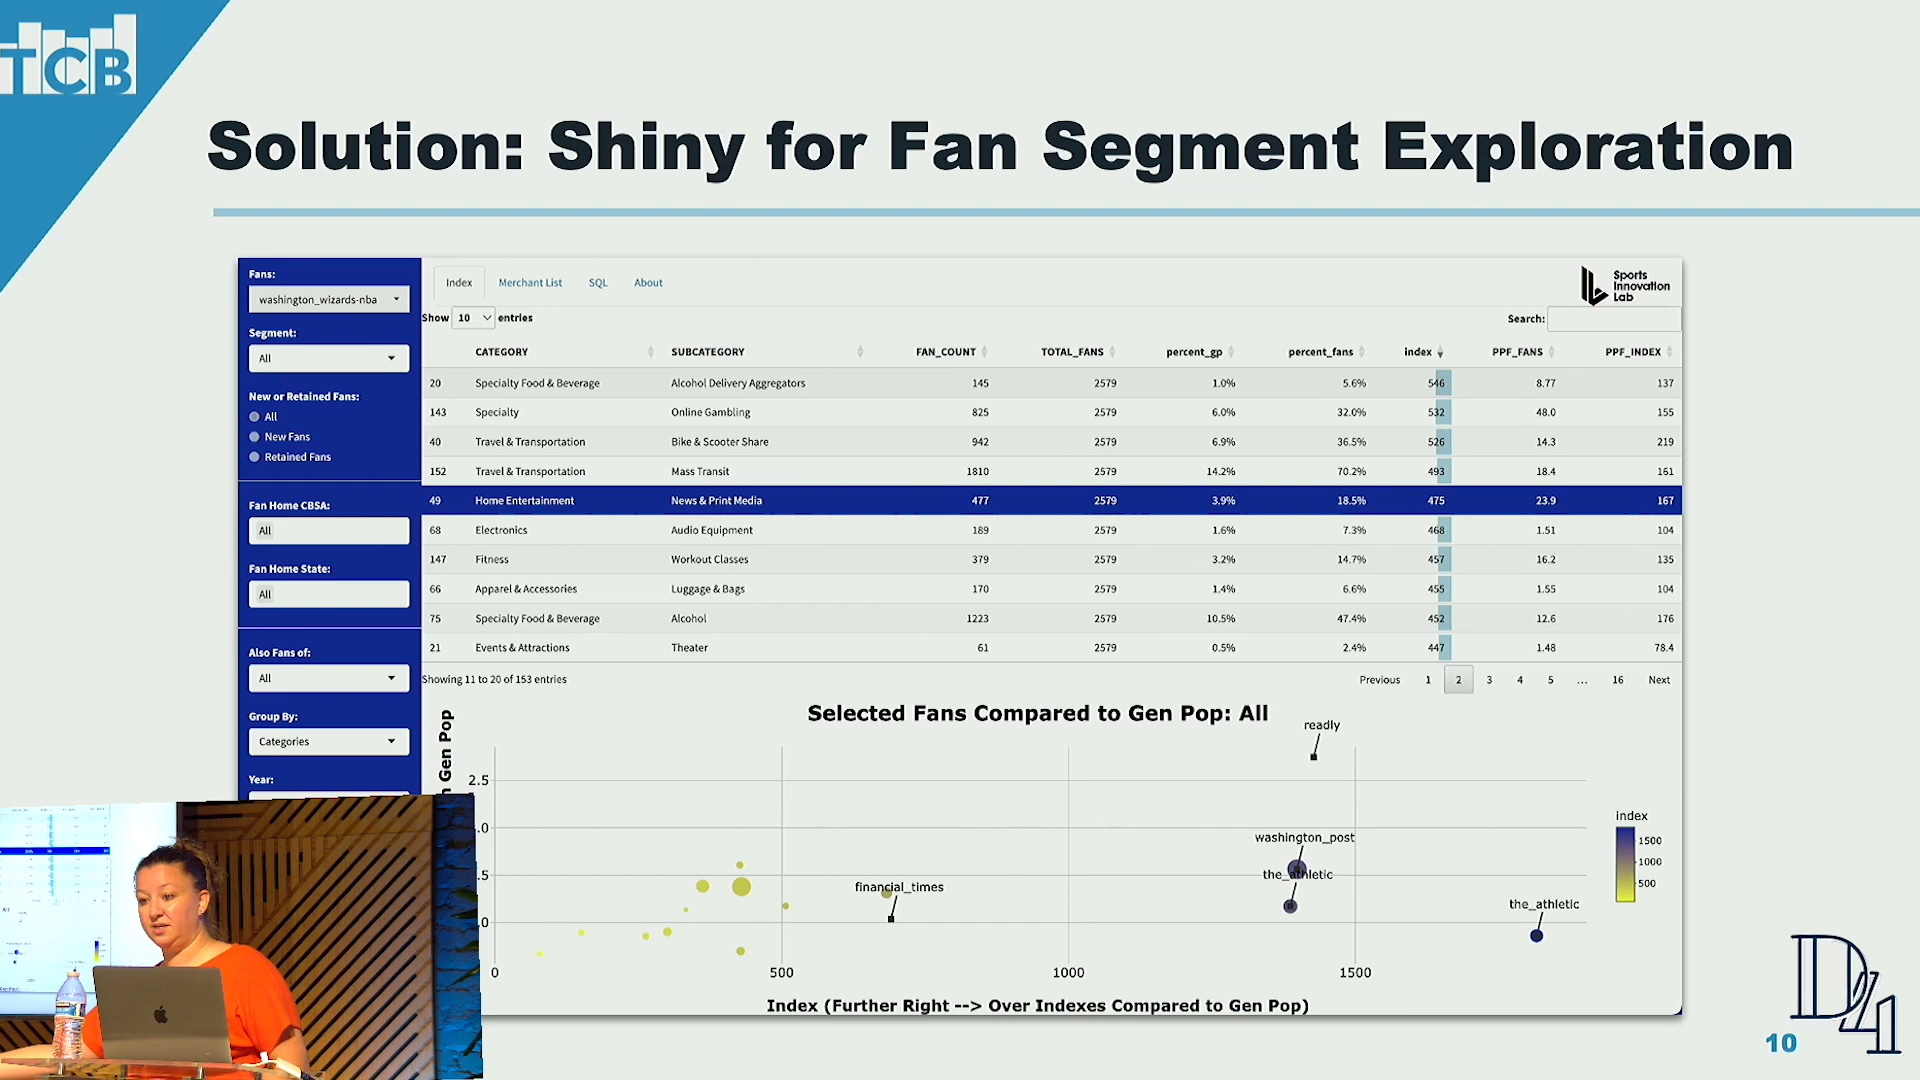 TCB
Solution: Shiny for Fan Segment Exploration
Fans:
washington_wizards-nba
Segment:
All
New or Retained Fans:
All
New Fans
Retained Fans
Fan Home CBSA:
All
Fan Home State:
All
Also Fans of:
All
Group By:
Categories
Year:
Index Merchant List SQL About
Sports
Innovation
Lab
Show 10 entries
Search:
CATEGORY SUBCATEGORY FAN_COUNT TOTAL_FANS percent_gp percent_fans index PPF_FANS PPF_INDEX
20 Specialty Food & Beverage Alcohol Delivery Aggregators 145 2579 1.0% 5.6% 546 8.77 137
143 Specialty Online Gambling 825 2579 6.0% 32.0% 532 48.0 155
40 Travel & Transportation Bike & Scooter Share 942 2579 6.9% 36.5% 526 14.3 219
152 Travel & Transportation Mass Transit 1810 2579 14.2% 70.2% 493 18.4 161
49 Home Entertainment News & Print Media 477 2579 3.9% 18.5% 475 23.9 167
68 Electronics Audio Equipment 189 2579 1.6% 7.3% 468 1.51 104
147 Fitness Workout Classes 379 2579 3.2% 14.7% 457 16.2 135
66 Apparel & Accessories Luggage & Bags 170 2579 1.4% 6.6% 455 1.55 104
75 Specialty Food & Beverage Alcohol 1223 2579 10.5% 47.4% 452 12.6 176
21 Events & Attractions Theater 61 2579 0.5% 2.4% 447 1.48 78.4
Showing 11 to 20 of 153 entries
Previous 1 2 3 4 5 ... 16 Next
Selected Fans Compared to Gen Pop: All
Gen Pop
2.5
.0
.5
.0
readly
washington_post
the_athletic
financial_times
the_athletic
index
1500
1000
500
0 500 1000 1500
Index (Further Right --> Over Indexes Compared to Gen Pop)
10
D4